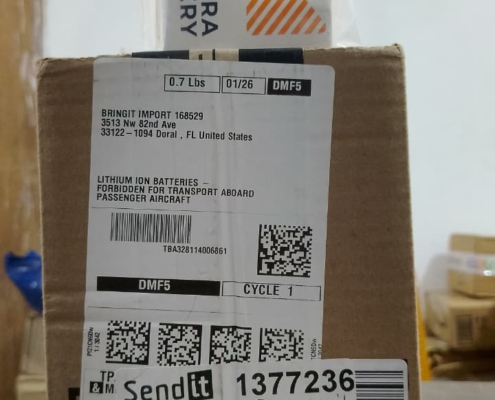 RA
RY
0.7 Lbs 01/26 DMF5
BRINGIT IMPORT 168529
3513 Nw 82nd Ave
33122-1094 Doral , FL United States
LITHIUM ION BATTERIES -
FORBIDDEN FOR TRANSPORT ABOARD
PASSENGER AIRCRAFT
TBA328114006861
DMF5 CYCLE 1
TP
& M
Sendit 1377236